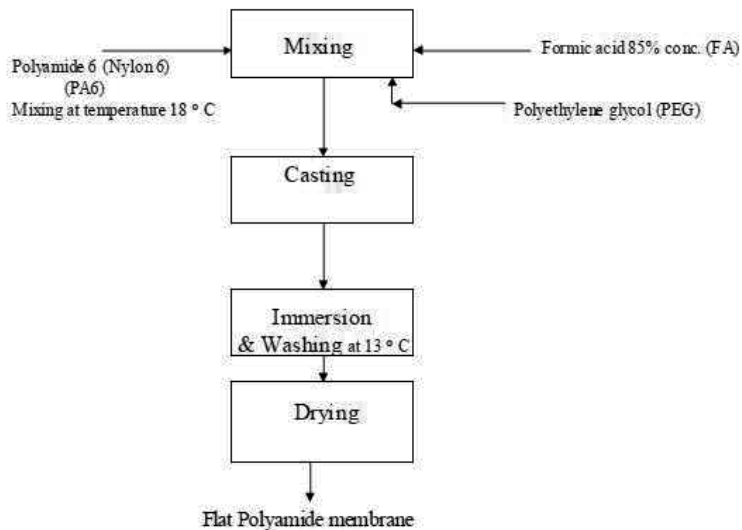 Mixing
Polyamide 6 (Nylon 6)
(PA6)
Mixing at temperature 18 ° C
Formic acid 85% conc. (FA)
Polyethylene glycol (PEG)
Casting
Immersion
& Washing at 13 ° C
Drying
Flat Polyamide membrane